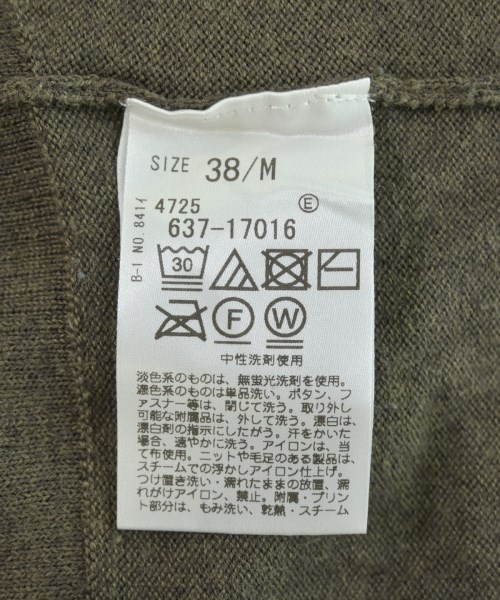 SIZE 38/M
B-I NO.841イ
4725 Ⓔ
637-17016
30
F W
中性洗剤使用
淡色系のものは、無蛍光洗剤を使用。
濃色系のものは単品洗い。ボタン、フ
ァスナー等は、閉じて洗う。取り外し
可能な附属品は、外して洗う。漂白は、
漂白剤の指示にしたがう。汗をかいた
場合、速やかに洗う。アイロンは、当
て布使用。ニットや毛足のある製品は、
スチームでの浮かしアイロン仕上げ。
つけ置き洗い・濡れたままの放置、濡
れがけアイロン、禁止。附属・プリン
ト部分は、もみ洗い、乾熱・スチーム